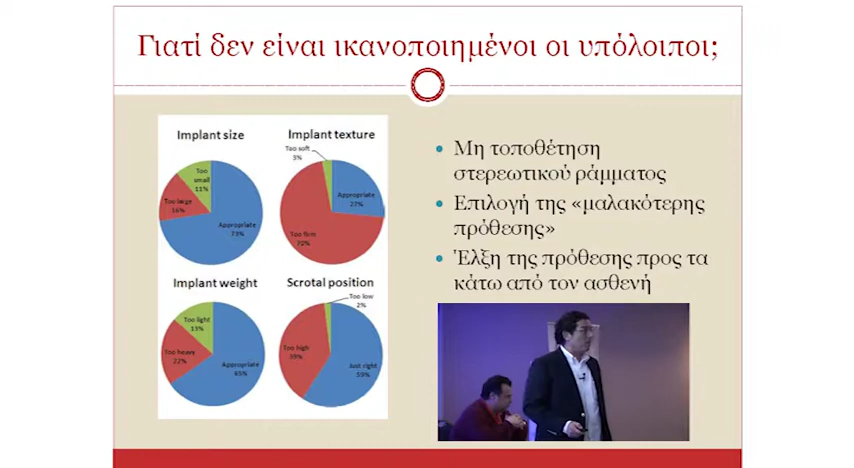 Γιατί δεν είναι ικανοποιημένοι οι υπόλοιποι;
Implant size
Too
small
11%
Too large
16%
Appropriate
73%
Implant texture
Too soft
3%
Appropriate
27%
Too firm
70%
Implant weight
Too light
13%
Too heavy
22%
Appropriate
65%
Scrotal position
Too low
2%
Too high
39%
Just right
59%
• Μη τοποθέτηση
στερεωτικού ράμματος
• Επιλογή της «μαλακότερης
πρόθεσης»
• Έλξη της πρόθεσης προς τα
κάτω από τον ασθενή